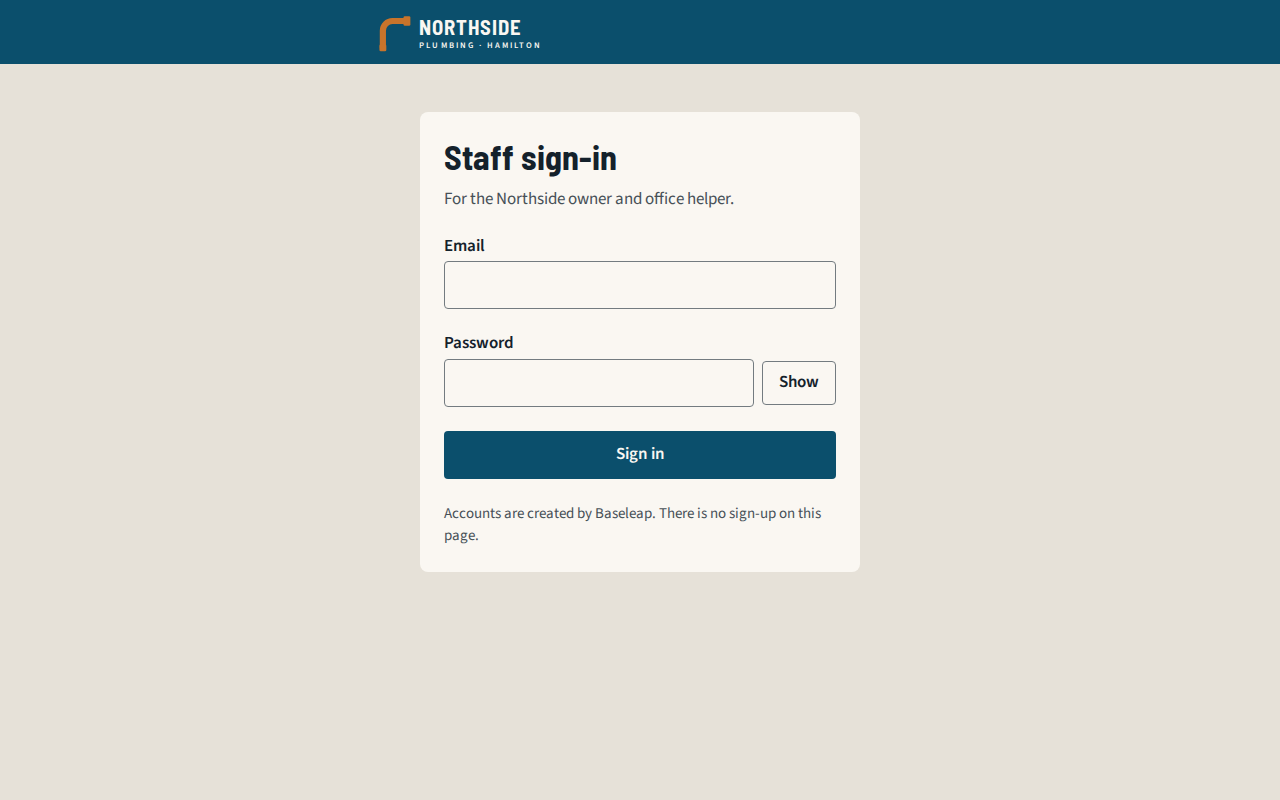 NORTHSIDE
PLUMBING · HAMILTON
Staff sign-in
For the Northside owner and office helper.
Email
Password
Show
Sign in
Accounts are created by Baseleap. There is no sign-up on this
page.